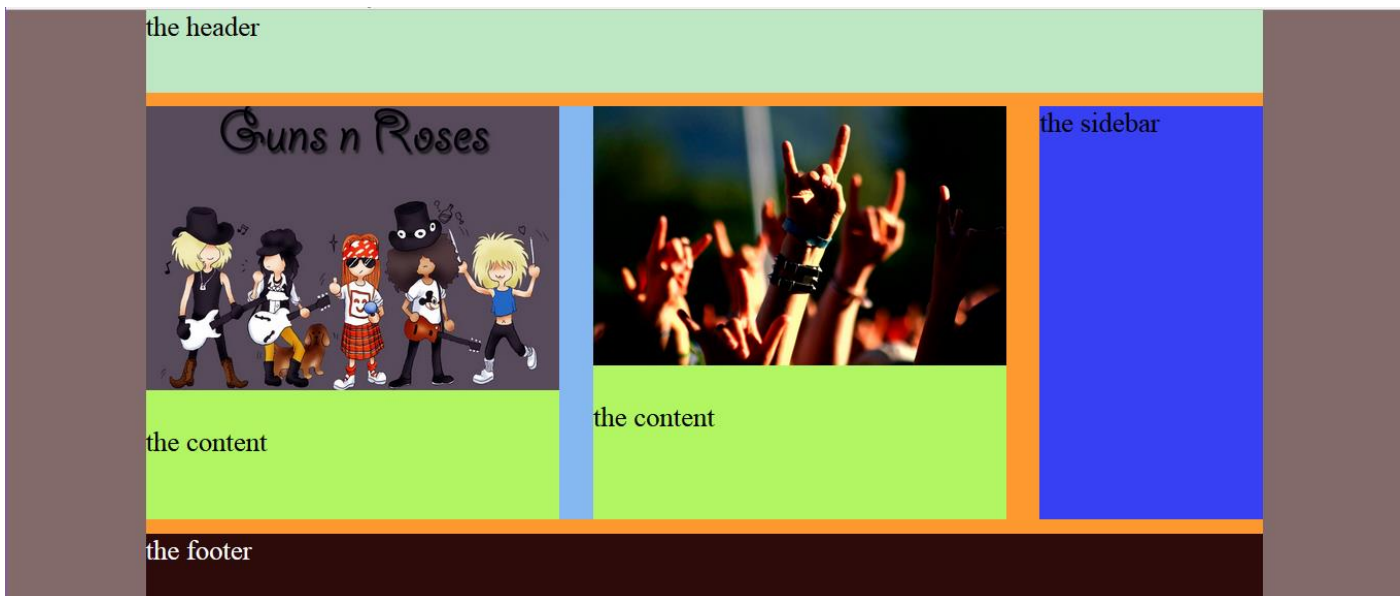 the header
Guns n Roses
the sidebar
the content
the content
the footer